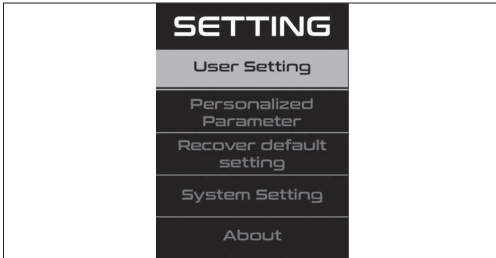 SETTING
User Setting
Personalized
Parameter
Recover default
setting
System Setting
About